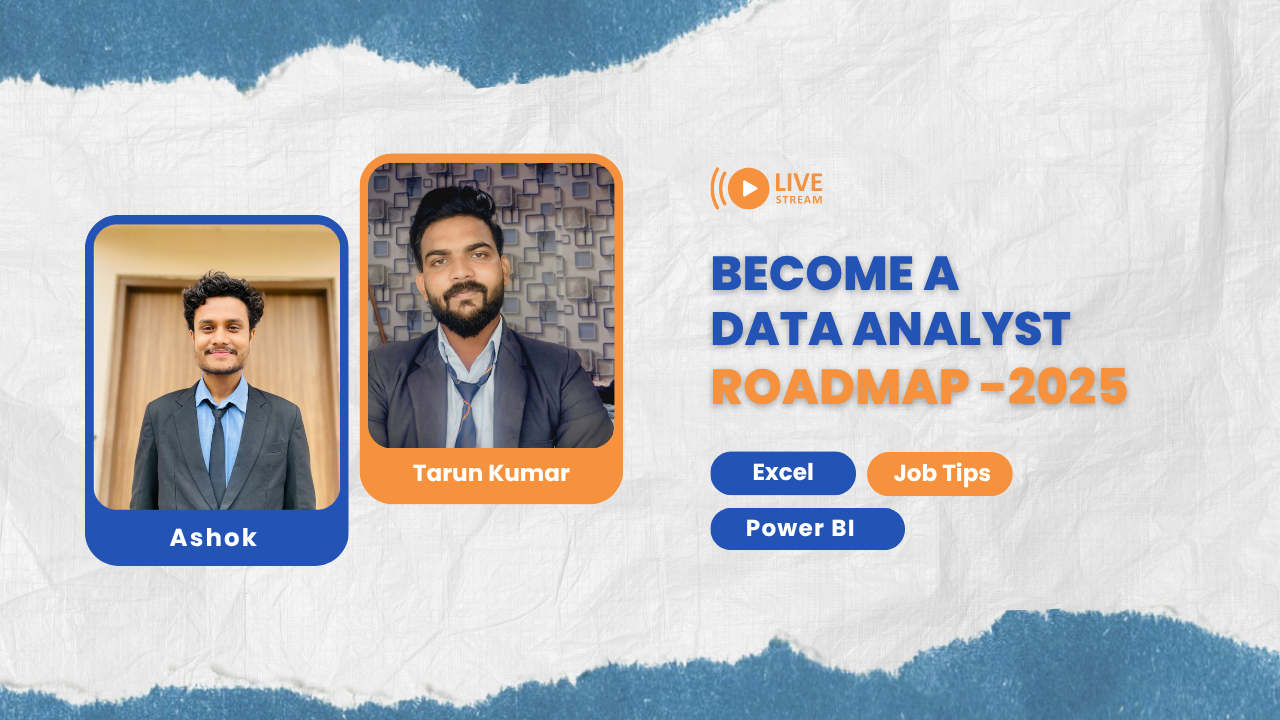 LIVE
STREAM
BECOME A
DATA ANALYST
ROADMAP -2025
Excel
Job Tips
Power BI
Tarun Kumar
Ashok